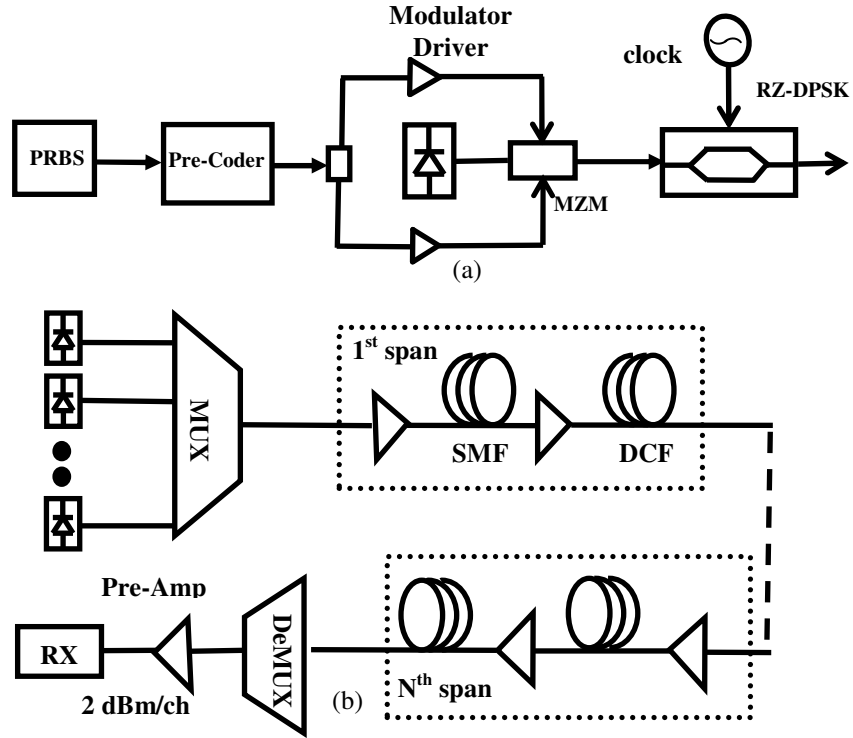 Modulator
Driver
clock
RZ-DPSK
PRBS
Pre-Coder
MZM
(a)
1st span
MUX
SMF
DCF
Pre-Amp
DeMUX
RX
Nth span
2 dBm/ch
(b)